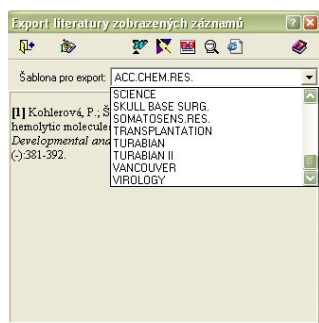 Export literatury zobrazených záznamů
Šablona pro export: ACC.CHEM.RES.
SCIENCE
SKULL BASE SURG.
SOMATOSENS.RES.
TRANSPLANTATION
TURABIAN
TURABIAN II
VANCOUVER
VIROLOGY
[1] Kohlerová, P.; Š
hemolytic molecule
Developmental and
(-):381-392.